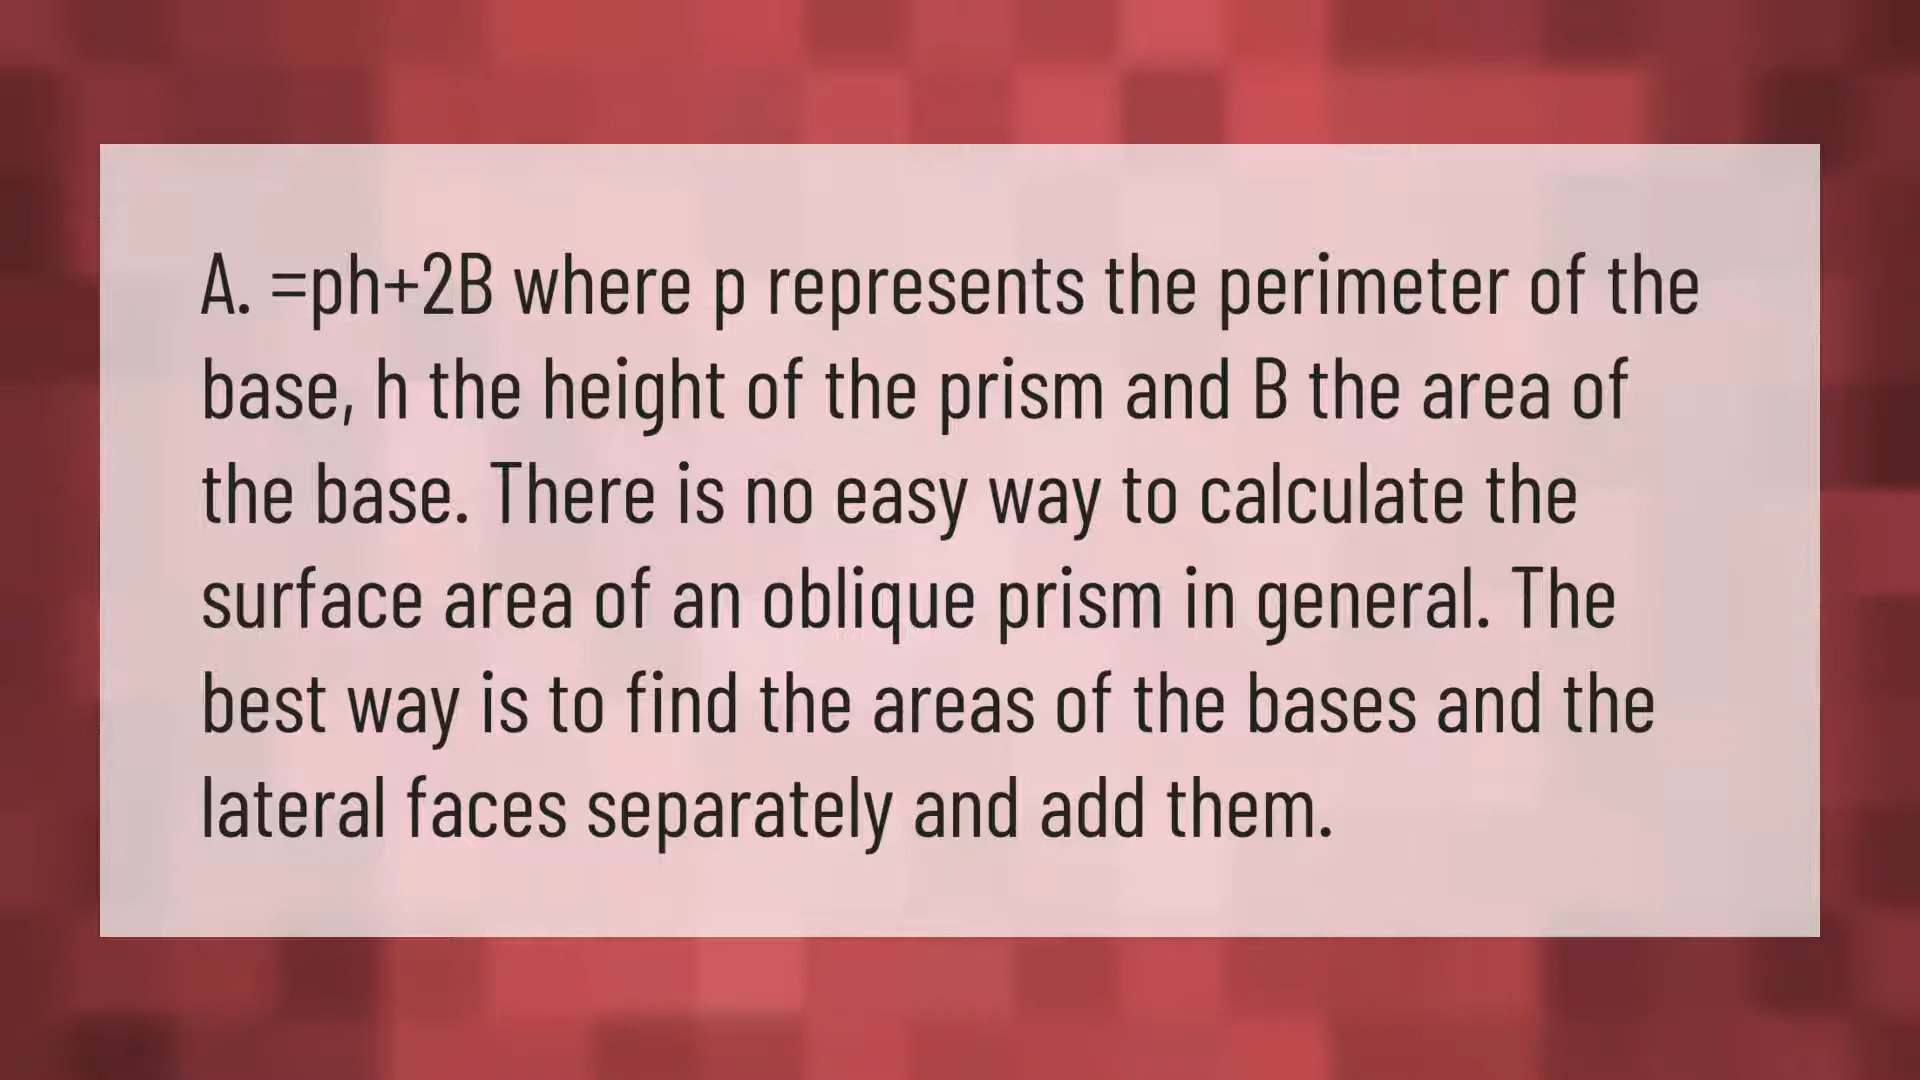 A. =ph+2B where p represents the perimeter of the
base, h the height of the prism and B the area of
the base. There is no easy way to calculate the
surface area of an oblique prism in general. The
best way is to find the areas of the bases and the
lateral faces separately and add them.